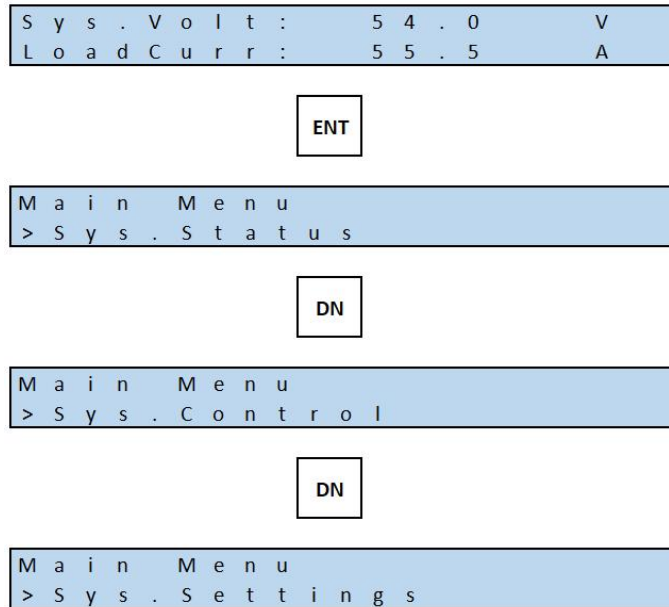 Sys.Volt: 54.0 V
LoadCurr: 55.5 A
ENT
Main Menu
>Sys.Status
DN
Main Menu
>Sys.Control
DN
Main Menu
>Sys.Settings